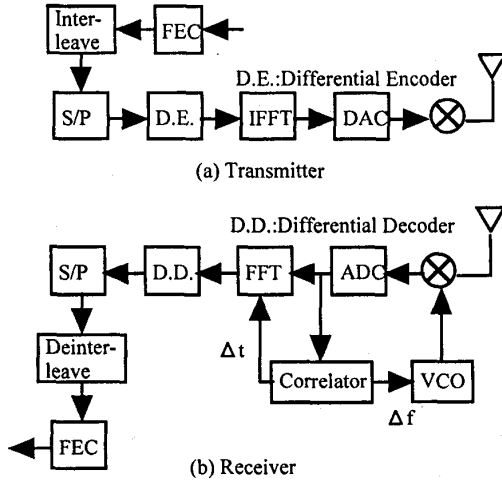 Inter-
leave
FEC
D.E.:Differential Encoder
S/P
D.E.
IFFT
DAC
(a) Transmitter
D.D.:Differential Decoder
S/P
D.D.
FFT
ADC
Deinter-
leave
Δt
Correlator
VCO
Δf
FEC
(b) Receiver